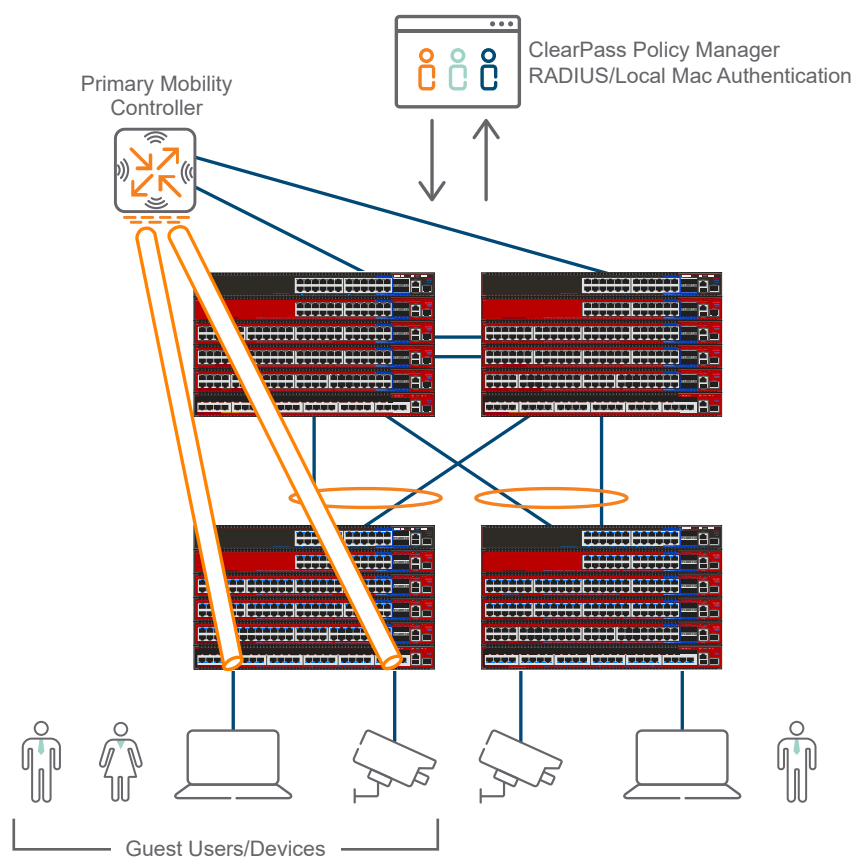 ClearPass Policy Manager
RADIUS/Local Mac Authentication
Primary Mobility
Controller
Guest Users/Devices